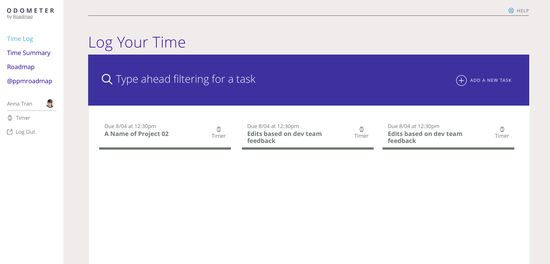 ODOMETER
by Roadmap
HELP
Time Log
Time Summary
Roadmap
@ppmroadmap
Anna Tran
Timer
Log Out
Log Your Time
Type ahead filtering for a task
ADD A NEW TASK
Due 8/04 at 12:30pm
A Name of Project 02
Timer
Due 8/04 at 12:30pm
Edits based on dev team
feedback
Timer
Due 8/04 at 12:30pm
Edits based on dev team
feedback
Timer